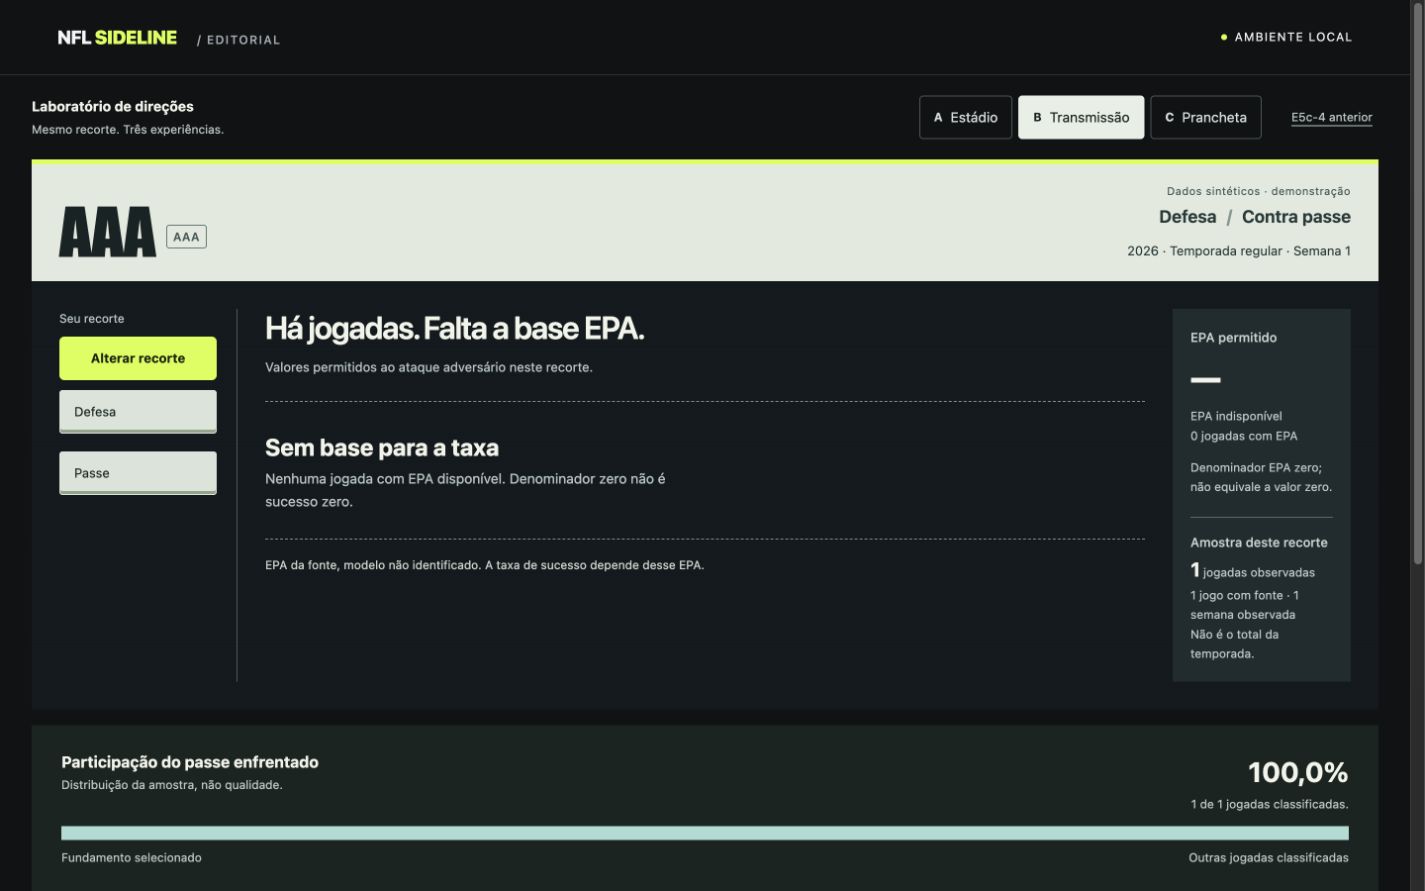 NFL SIDELINE / EDITORIAL
AMBIENTE LOCAL
Laboratório de direções
Mesmo recorte. Três experiências.
A Estádio
B Transmissão
C Prancheta
E5c-4 anterior
AAA
AAA
Dados sintéticos · demonstração
Defesa / Contra passe
2026 · Temporada regular · Semana 1
Seu recorte
Alterar recorte
Defesa
Passe
Há jogadas. Falta a base EPA.
Valores permitidos ao ataque adversário neste recorte.
Sem base para a taxa
Nenhuma jogada com EPA disponível. Denominador zero não é
sucesso zero.
EPA da fonte, modelo não identificado. A taxa de sucesso depende desse EPA.
EPA permitido
—
EPA indisponível
0 jogadas com EPA
Denominador EPA zero;
não equivale a valor zero.
Amostra deste recorte
1 jogadas observadas
1 jogo com fonte · 1
semana observada
Não é o total da
temporada.
Participação do passe enfrentado
Distribuição da amostra, não qualidade.
100,0%
1 de 1 jogadas classificadas.
Fundamento selecionado
Outras jogadas classificadas